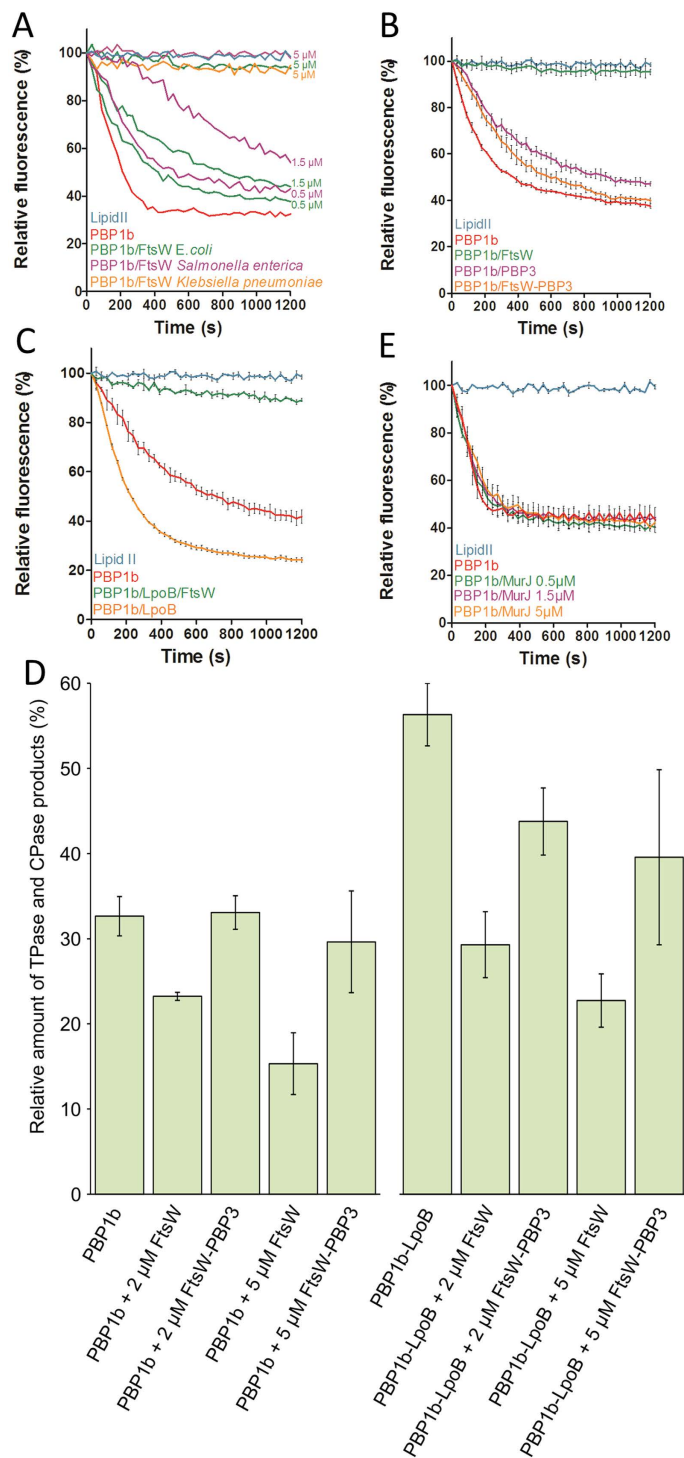 A
Relative fluorescence (%)
100
80
60
40
20
0
5 µM
5 µM
5 µM
1.5 µM
1.5 µM
0.5 µM
0.5 µM
LipidII
PBP1b
PBP1b/FtsW E.coli
PBP1b/FtsW Salmonella enterica
PBP1b/FtsW Klebsiella pneumoniae
0 200 400 600 800 1000 1200
Time (s)
B
Relative fluorescence (%)
100
80
60
40
20
0
LipidII
PBP1b
PBP1b/FtsW
PBP1b/PBP3
PBP1b/FtsW-PBP3
0 200 400 600 800 1000 1200
Time (s)
C
Relative fluorescence (%)
100
80
60
40
20
0
Lipid II
PBP1b
PBP1b/LpoB/FtsW
PBP1b/LpoB
0 200 400 600 800 1000 1200
Time (s)
E
Relative fluorescence (%)
100
80
60
40
20
0
LipidII
PBP1b
PBP1b/MurJ 0.5µM
PBP1b/MurJ 1.5µM
PBP1b/MurJ 5µM
0 200 400 600 800 1000 1200
Time (s)
D
Relative amount of TPase and CPase products (%)
60
50
40
30
20
10
0
PBP1b
PBP1b + 2 µM FtsW
PBP1b + 2 µM FtsW-PBP3
PBP1b + 5 µM FtsW
PBP1b + 5 µM FtsW-PBP3
PBP1b-LpoB
PBP1b-LpoB + 2 µM FtsW
PBP1b-LpoB + 2 µM FtsW-PBP3
PBP1b-LpoB + 5 µM FtsW
PBP1b-LpoB + 5 µM FtsW-PBP3